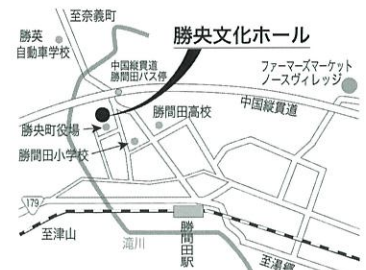 至奈義町
勝英
自動車学校
勝央文化ホール
中国縦貫道
勝間田バス停
ファーマーズマーケット
ノースヴィレッジ
中国縦貫道
勝間田高校
勝央町役場
勝間田小学校
179
至津山
滝川
勝間田駅
至湯郷